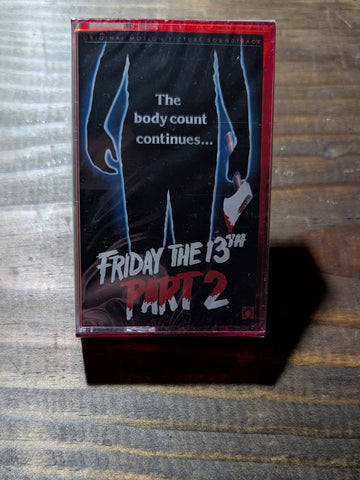 ORIGINAL MOTION PICTURE SOUNDTRACK
The
body count
continues...
FRIDAY THE 13TH
PART 2